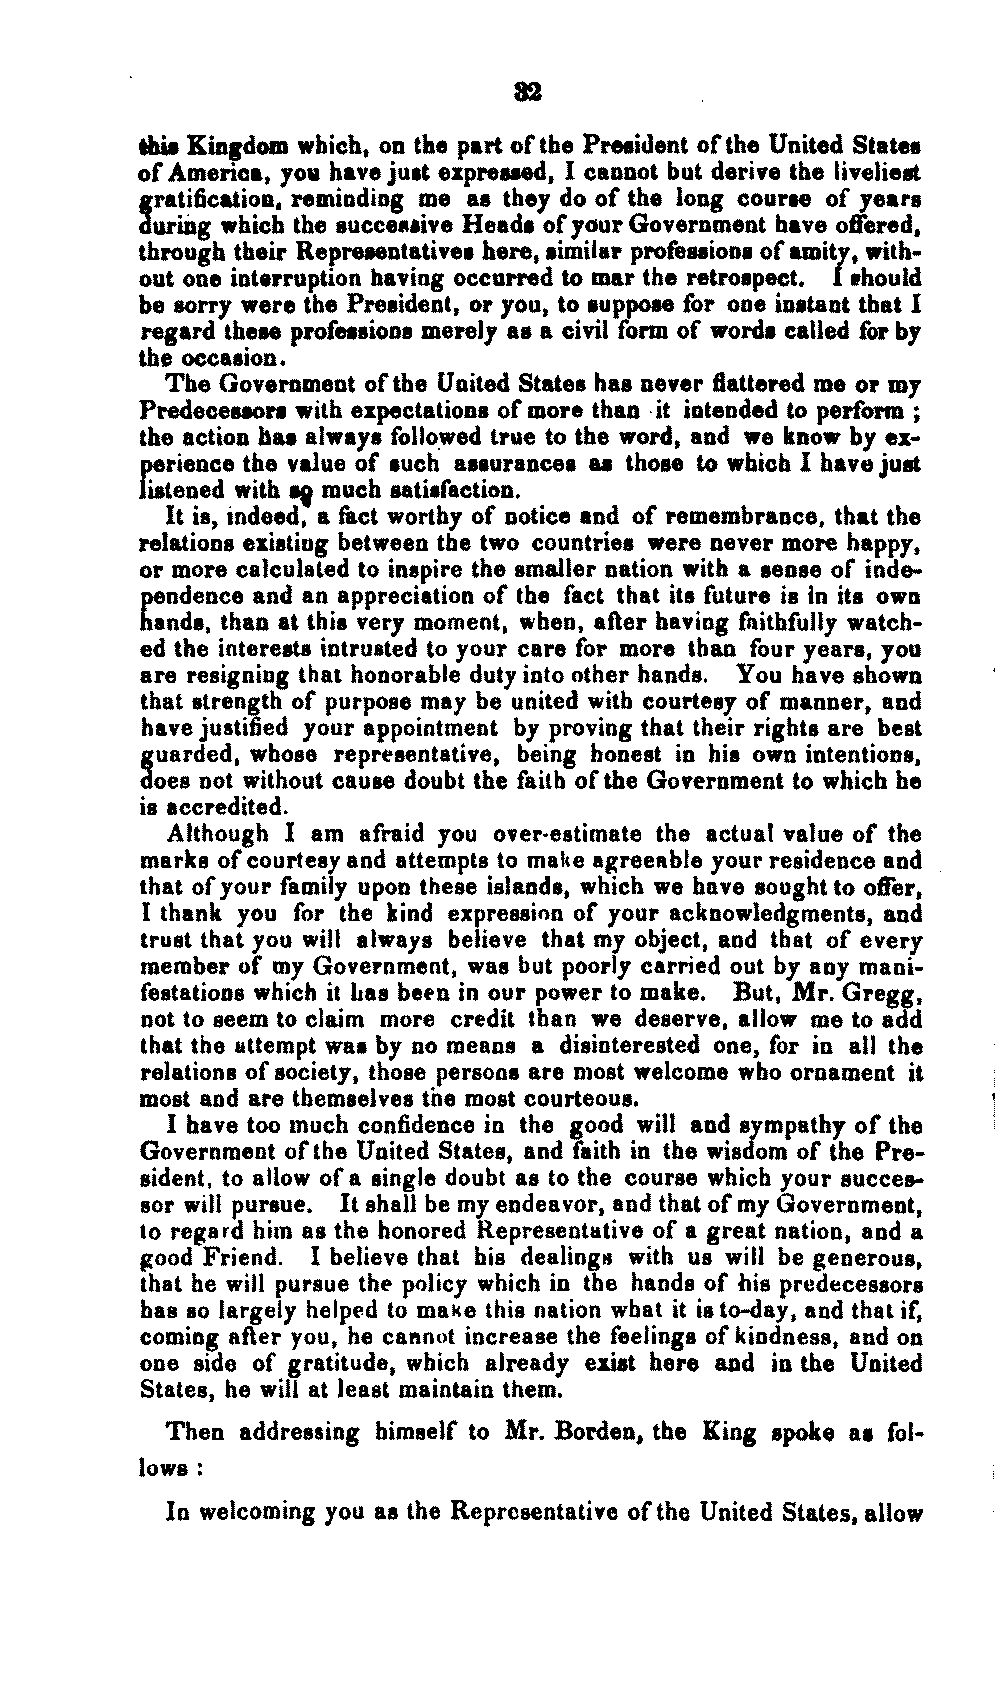 32
this Kingdom which, on the part of the President of the United States
of America, you have just expressed, I cannot but derive the liveliest
gratification, reminding me as they do of the long course of years
during which the successive Heads of your Government have offered,
through their Representatives here, similar professions of amity, with-
out one interruption having occurred to mar the retrospect. I should
be sorry were the President, or you, to suppose for one instant that I
regard these professions merely as a civil form of words called for by
the occasion.
The Government of the United States has never flattered me or my
Predecessors with expectations of more than it intended to perform ;
the action has always followed true to the word, and we know by ex-
perience the value of such assurances as those to which I have just
listened with so much satisfaction.
It is, indeed, a fact worthy of notice and of remembrance, that the
relations existing between the two countries were never more happy,
or more calculated to inspire the smaller nation with a sense of inde-
pendence and an appreciation of the fact that its future is in its own
hands, than at this very moment, when, after having faithfully watch-
ed the interests intrusted to your care for more than four years, you
are resigning that honorable duty into other hands. You have shown
that strength of purpose may be united with courtesy of manner, and
have justified your appointment by proving that their rights are best
guarded, whose representative, being honest in his own intentions,
does not without cause doubt the faith of the Government to which he
is accredited.
Although I am afraid you over-estimate the actual value of the
marks of courtesy and attempts to make agreeable your residence and
that of your family upon these islands, which we have sought to offer,
I thank you for the kind expression of your acknowledgments, and
trust that you will always believe that my object, and that of every
member of my Government, was but poorly carried out by any mani-
festations which it has been in our power to make. But, Mr. Gregg,
not to seem to claim more credit than we deserve, allow me to add
that the attempt was by no means a disinterested one, for in all the
relations of society, those persons are most welcome who ornament it
most and are themselves the most courteous.
I have too much confidence in the good will and sympathy of the
Government of the United States, and faith in the wisdom of the Pre-
sident, to allow of a single doubt as to the course which your succes-
sor will pursue. It shall be my endeavor, and that of my Government,
to regard him as the honored Representative of a great nation, and a
good Friend. I believe that his dealings with us will be generous,
that he will pursue the policy which in the hands of his predecessors
has so largely helped to make this nation what it is to-day, and that if,
coming after you, he cannot increase the feelings of kindness, and on
one side of gratitude, which already exist here and in the United
States, he will at least maintain them.
Then addressing himself to Mr. Borden, the King spoke as fol-
lows :
In welcoming you as the Representative of the United States, allow